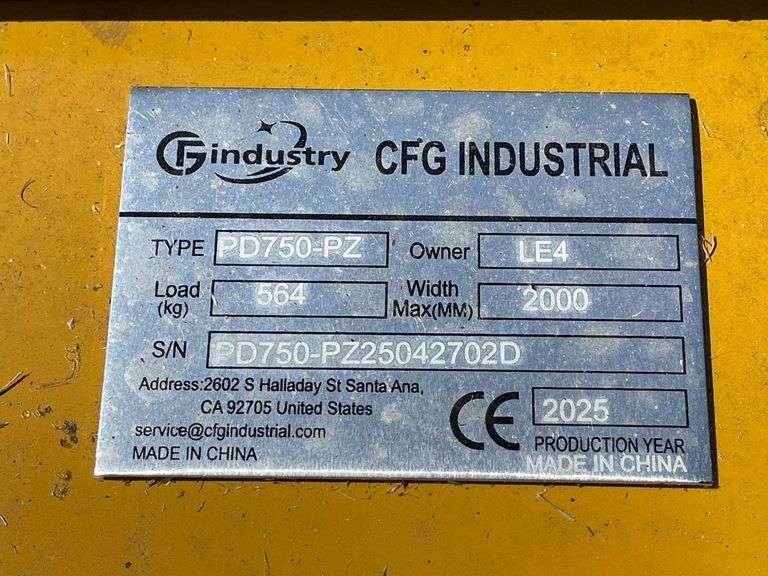 CFG industry CFG INDUSTRIAL
TYPE PD750-PZ Owner LE4
Load (kg) 564 Width Max(MM) 2000
S/N PD750-PZ25042702D
Address:2602 S Halladay St Santa Ana,
CA 92705 United States
service@cfgindustrial.com
MADE IN CHINA
CE 2025
PRODUCTION YEAR
MADE IN CHINA